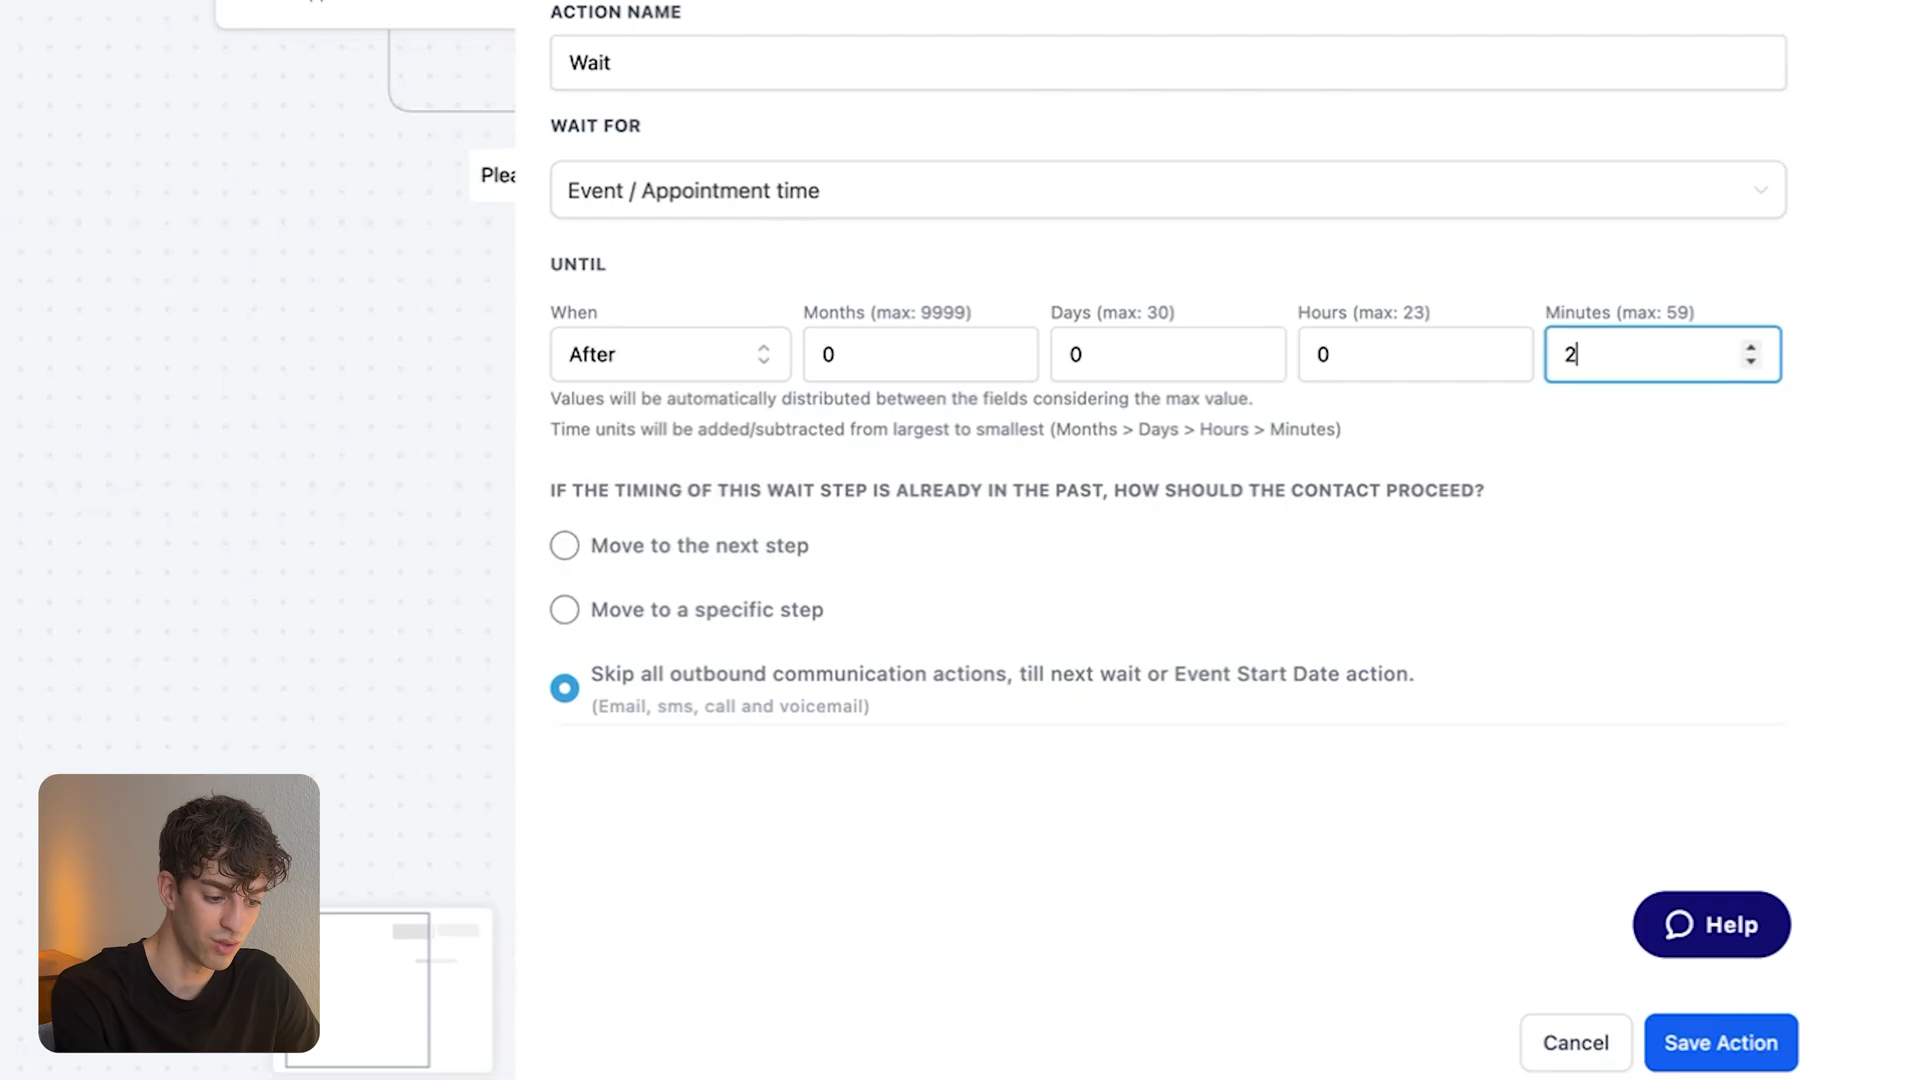 ACTION NAME
Wait
WAIT FOR
Plea
Event / Appointment time
UNTIL
When
Months (max: 9999)
Days (max: 30)
Hours (max: 23)
Minutes (max: 59)
After
0
0
0
2
Values will be automatically distributed between the fields considering the max value.
Time units will be added/subtracted from largest to smallest (Months > Days > Hours > Minutes)
IF THE TIMING OF THIS WAIT STEP IS ALREADY IN THE PAST, HOW SHOULD THE CONTACT PROCEED?
Move to the next step
Move to a specific step
Skip all outbound communication actions, till next wait or Event Start Date action.
(Email, sms, call and voicemail)
Help
Cancel
Save Action